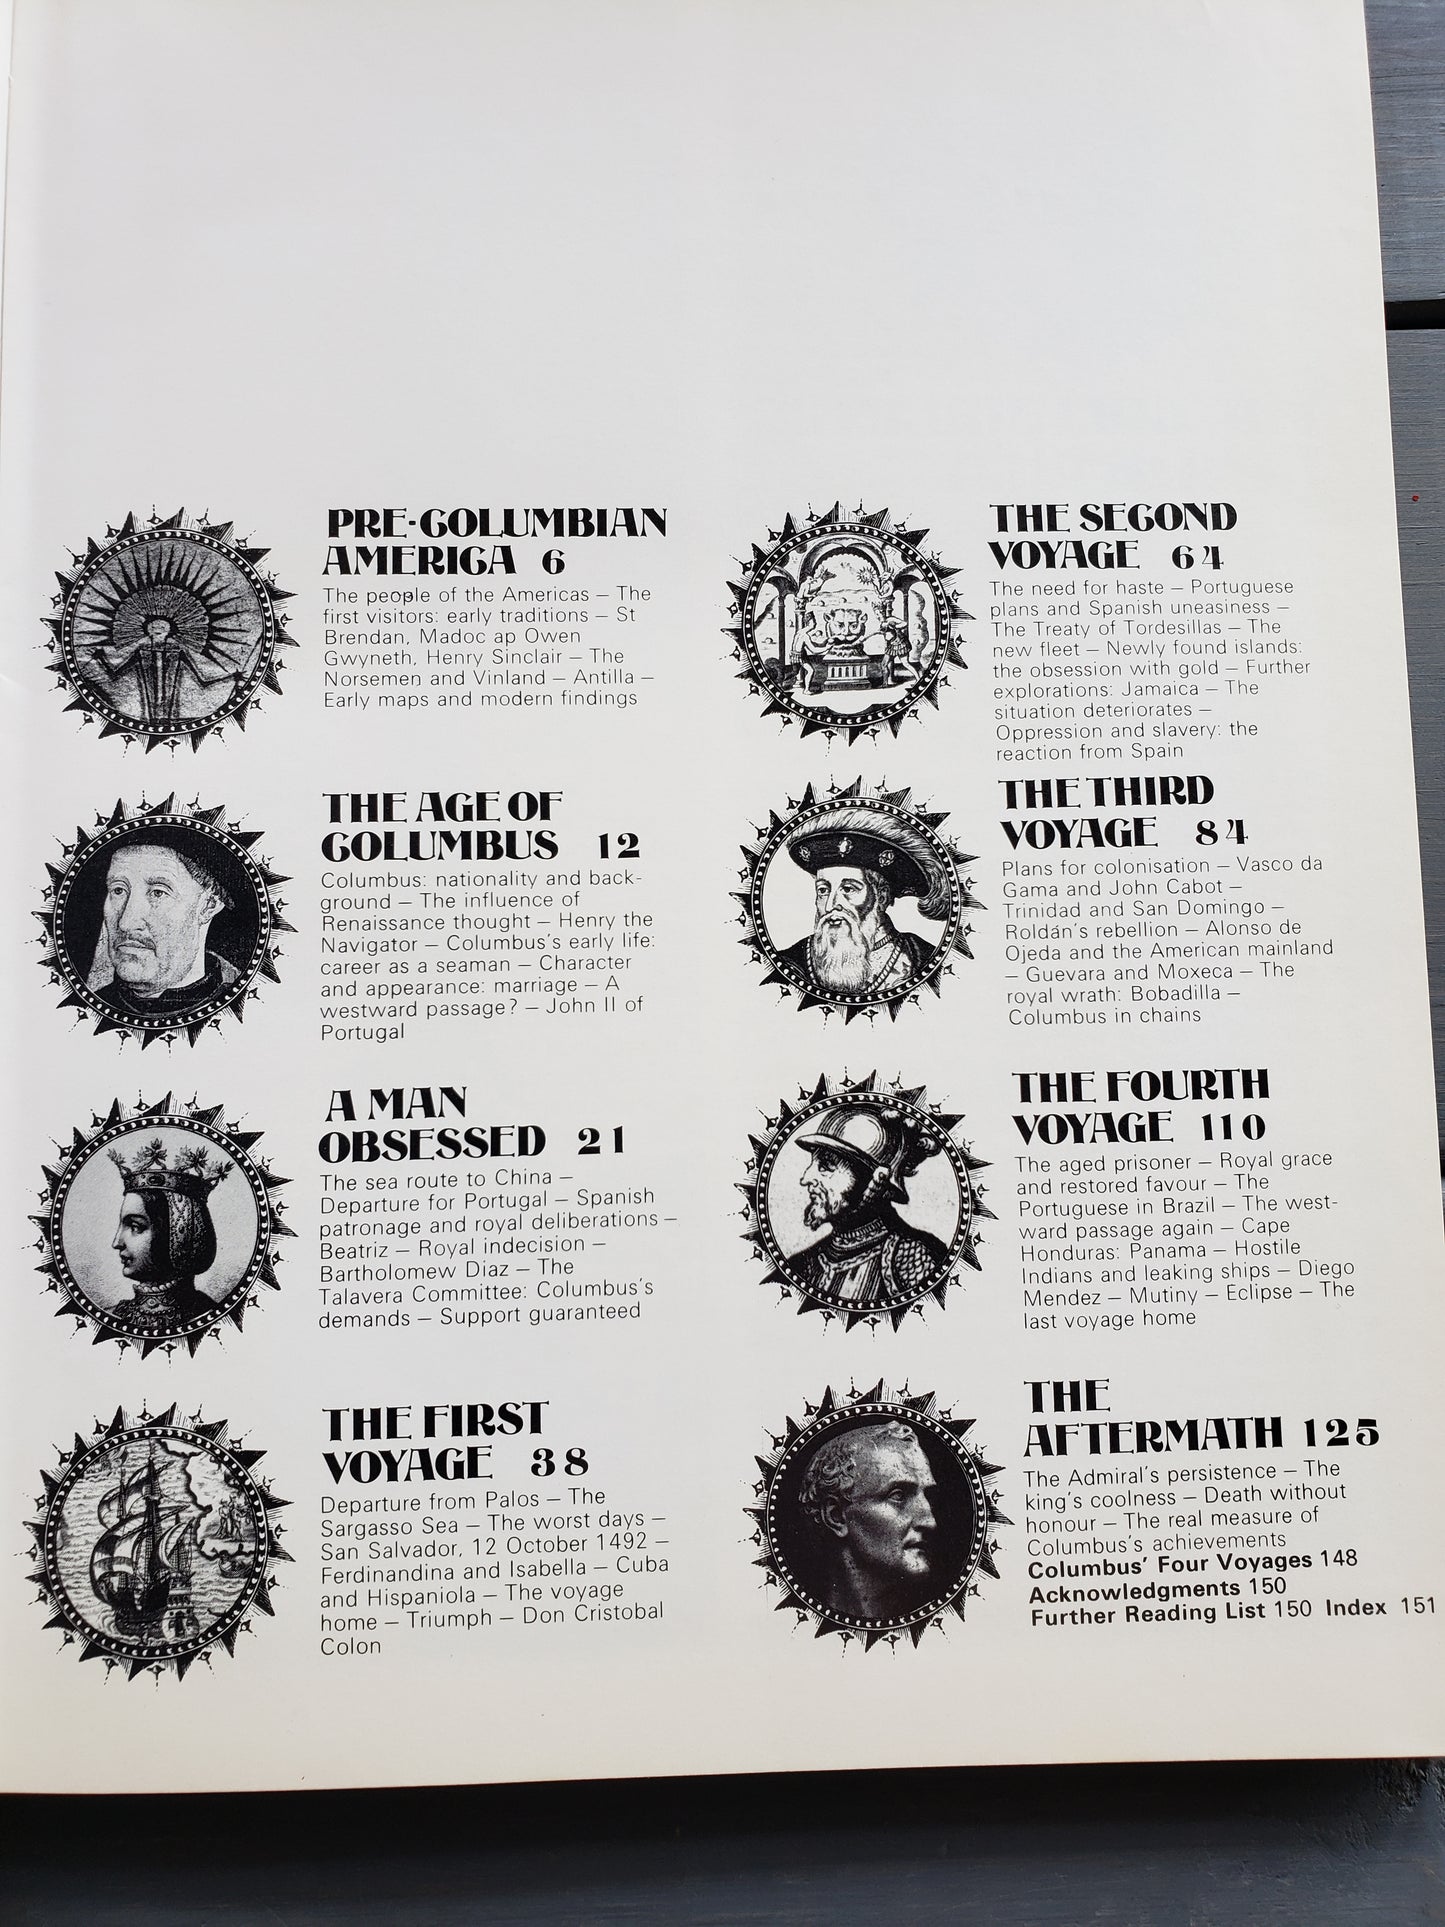 PRE-COLUMBIAN
AMERICA 6
The people of the Americas – The
first visitors: early traditions – St
Brendan, Madoc ap Owen
Gwyneth, Henry Sinclair – The
Norsemen and Vinland – Antilla –
Early maps and modern findings
THE AGE OF
COLUMBUS 12
Columbus: nationality and back-
ground – The influence of
Renaissance thought – Henry the
Navigator – Columbus's early life:
career as a seaman – Character
and appearance: marriage – A
westward passage? – John II of
Portugal
A MAN
OBSESSED 21
The sea route to China –
Departure for Portugal – Spanish
patronage and royal deliberations –
Beatriz – Royal indecision –
Bartholomew Diaz – The
Talavera Committee: Columbus's
demands – Support guaranteed
THE FIRST
VOYAGE 38
Departure from Palos – The
Sargasso Sea – The worst days –
San Salvador, 12 October 1492 –
Ferdinandina and Isabella – Cuba
and Hispaniola – The voyage
home – Triumph – Don Cristobal
Colon
THE SECOND
VOYAGE 64
The need for haste – Portuguese
plans and Spanish uneasiness –
The Treaty of Tordesillas – The
new fleet – Newly found islands:
the obsession with gold – Further
explorations: Jamaica – The
situation deteriorates –
Oppression and slavery: the
reaction from Spain
THE THIRD
VOYAGE 84
Plans for colonisation – Vasco da
Gama and John Cabot –
Trinidad and San Domingo –
Roldán's rebellion – Alonso de
Ojeda and the American mainland
– Guevara and Moxeca – The
royal wrath: Bobadilla –
Columbus in chains
THE FOURTH
VOYAGE 110
The aged prisoner – Royal grace
and restored favour – The
Portuguese in Brazil – The west-
ward passage again – Cape
Honduras: Panama – Hostile
Indians and leaking ships – Diego
Mendez – Mutiny – Eclipse – The
last voyage home
THE
AFTERMATH 125
The Admiral's persistence – The
king's coolness – Death without
honour – The real measure of
Columbus's achievements
Columbus' Four Voyages 148
Acknowledgments 150
Further Reading List 150 Index 151